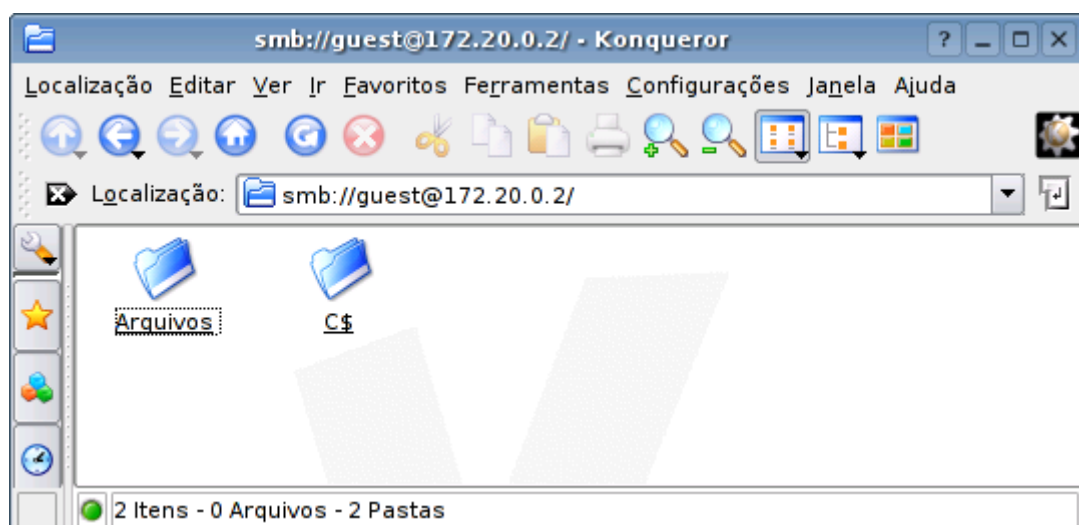 smb://guest@172.20.0.2/ - Konqueror
Localização Editar Ver Ir Favoritos Ferramentas Configurações Janela Ajuda
Localização: smb://guest@172.20.0.2/
Arquivos C$
2 Itens - 0 Arquivos - 2 Pastas